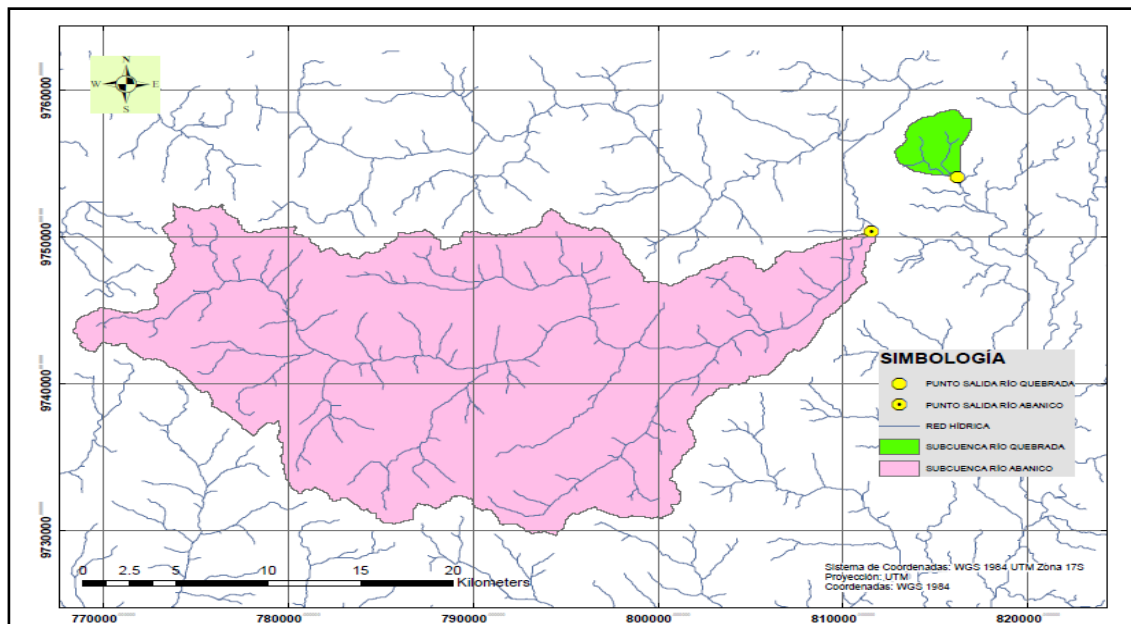 N
W E
S
9760000
9750000
9740000
9730000
SIMBOLOGÍA
PUNTO SALIDA RÍO QUEBRADA
PUNTO SALIDA RÍO ABANICO
RED HÍDRICA
SUBCUENCA RÍO QUEBRADA
SUBCUENCA RÍO ABANICO
0 2.5 5 10 15 20
Kilometers
Sistema de Coordenadas: WGS 1984 UTM Zona 17S
Proyección: UTM
Coordenadas: WGS 1984
770000 780000 790000 800000 810000 820000